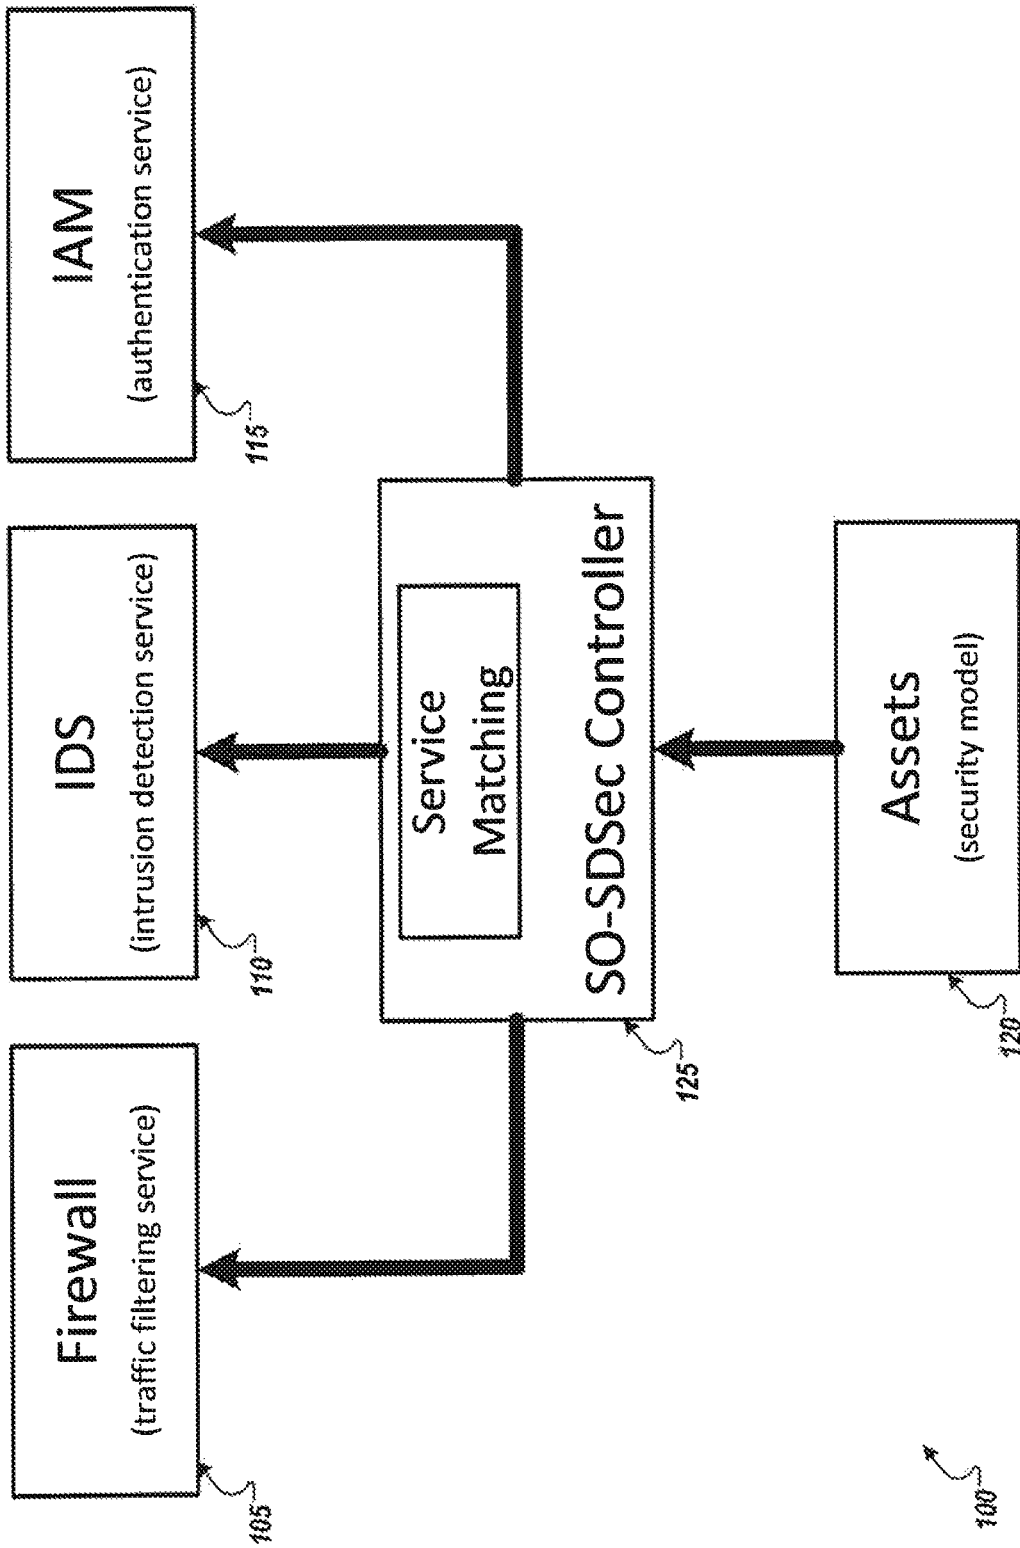 Firewall
(traffic filtering service)
105
IDS
(intrusion detection service)
110
IAM
(authentication service)
115
Service
Matching
SO-SDSec Controller
125
Assets
(security model)
120
100